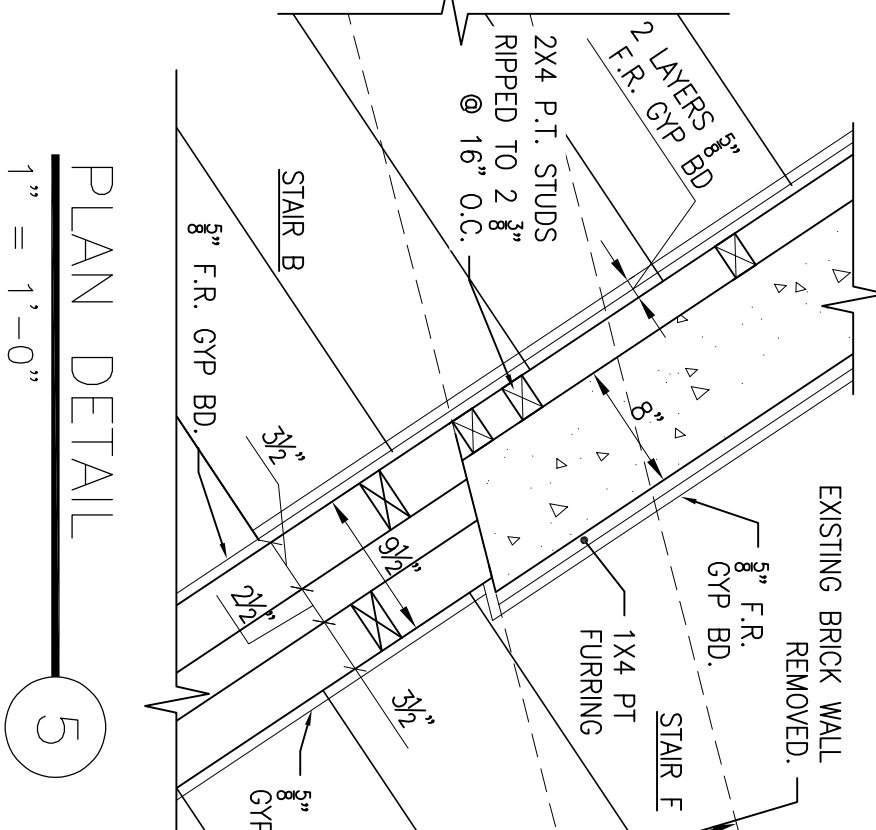 2 LAYERS 5/8"
F.R. GYP BD
2X4 P.T. STUDS
RIPPED TO 2 3/8"
@ 16" O.C.
STAIR B
5/8" F.R. GYP BD.
3½"
2½"
9½"
3½"
8"
EXISTING BRICK WALL
REMOVED.
5/8" F.R.
GYP BD.
1X4 PT
FURRING
STAIR F
5/8"
GYP
PLAN DETAIL
1" = 1'-0"
5